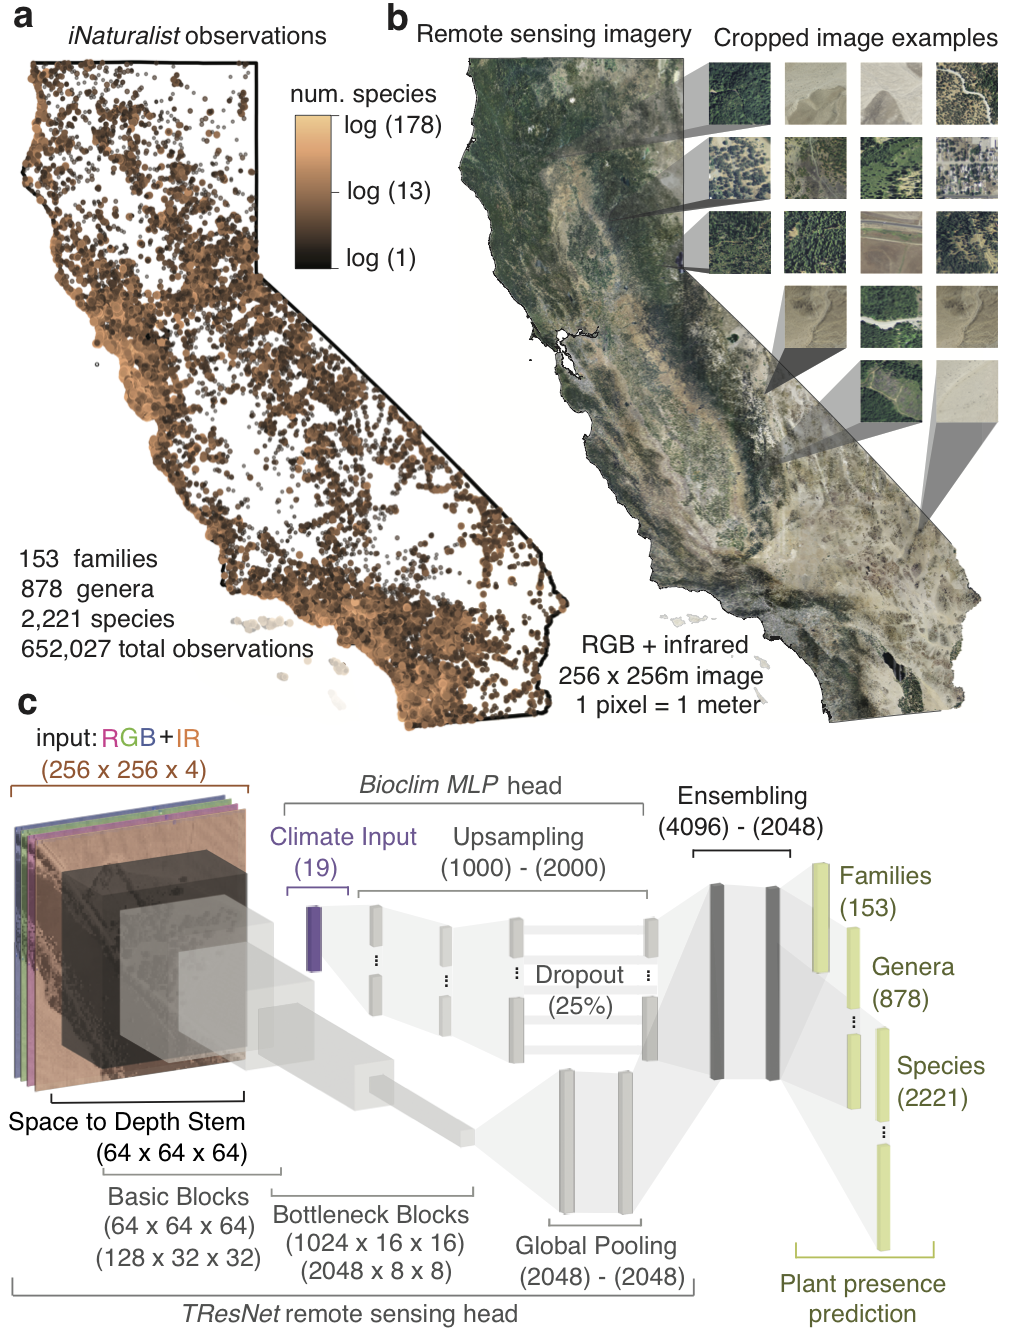 a
iNaturalist observations
num. species
log (178)
log (13)
log (1)
153 families
878 genera
2,221 species
652,027 total observations
b
Remote sensing imagery
Cropped image examples
RGB + infrared
256 x 256m image
1 pixel = 1 meter
c
input: RGB+IR
(256 x 256 x 4)
Bioclim MLP head
Climate Input
(19)
Upsampling
(1000) - (2000)
Ensembling
(4096) - (2048)
Dropout
(25%)
Families
(153)
Genera
(878)
Species
(2221)
Space to Depth Stem
(64 x 64 x 64)
Basic Blocks
(64 x 64 x 64)
(128 x 32 x 32)
Bottleneck Blocks
(1024 x 16 x 16)
(2048 x 8 x 8)
Global Pooling
(2048) - (2048)
Plant presence
prediction
TResNet remote sensing head